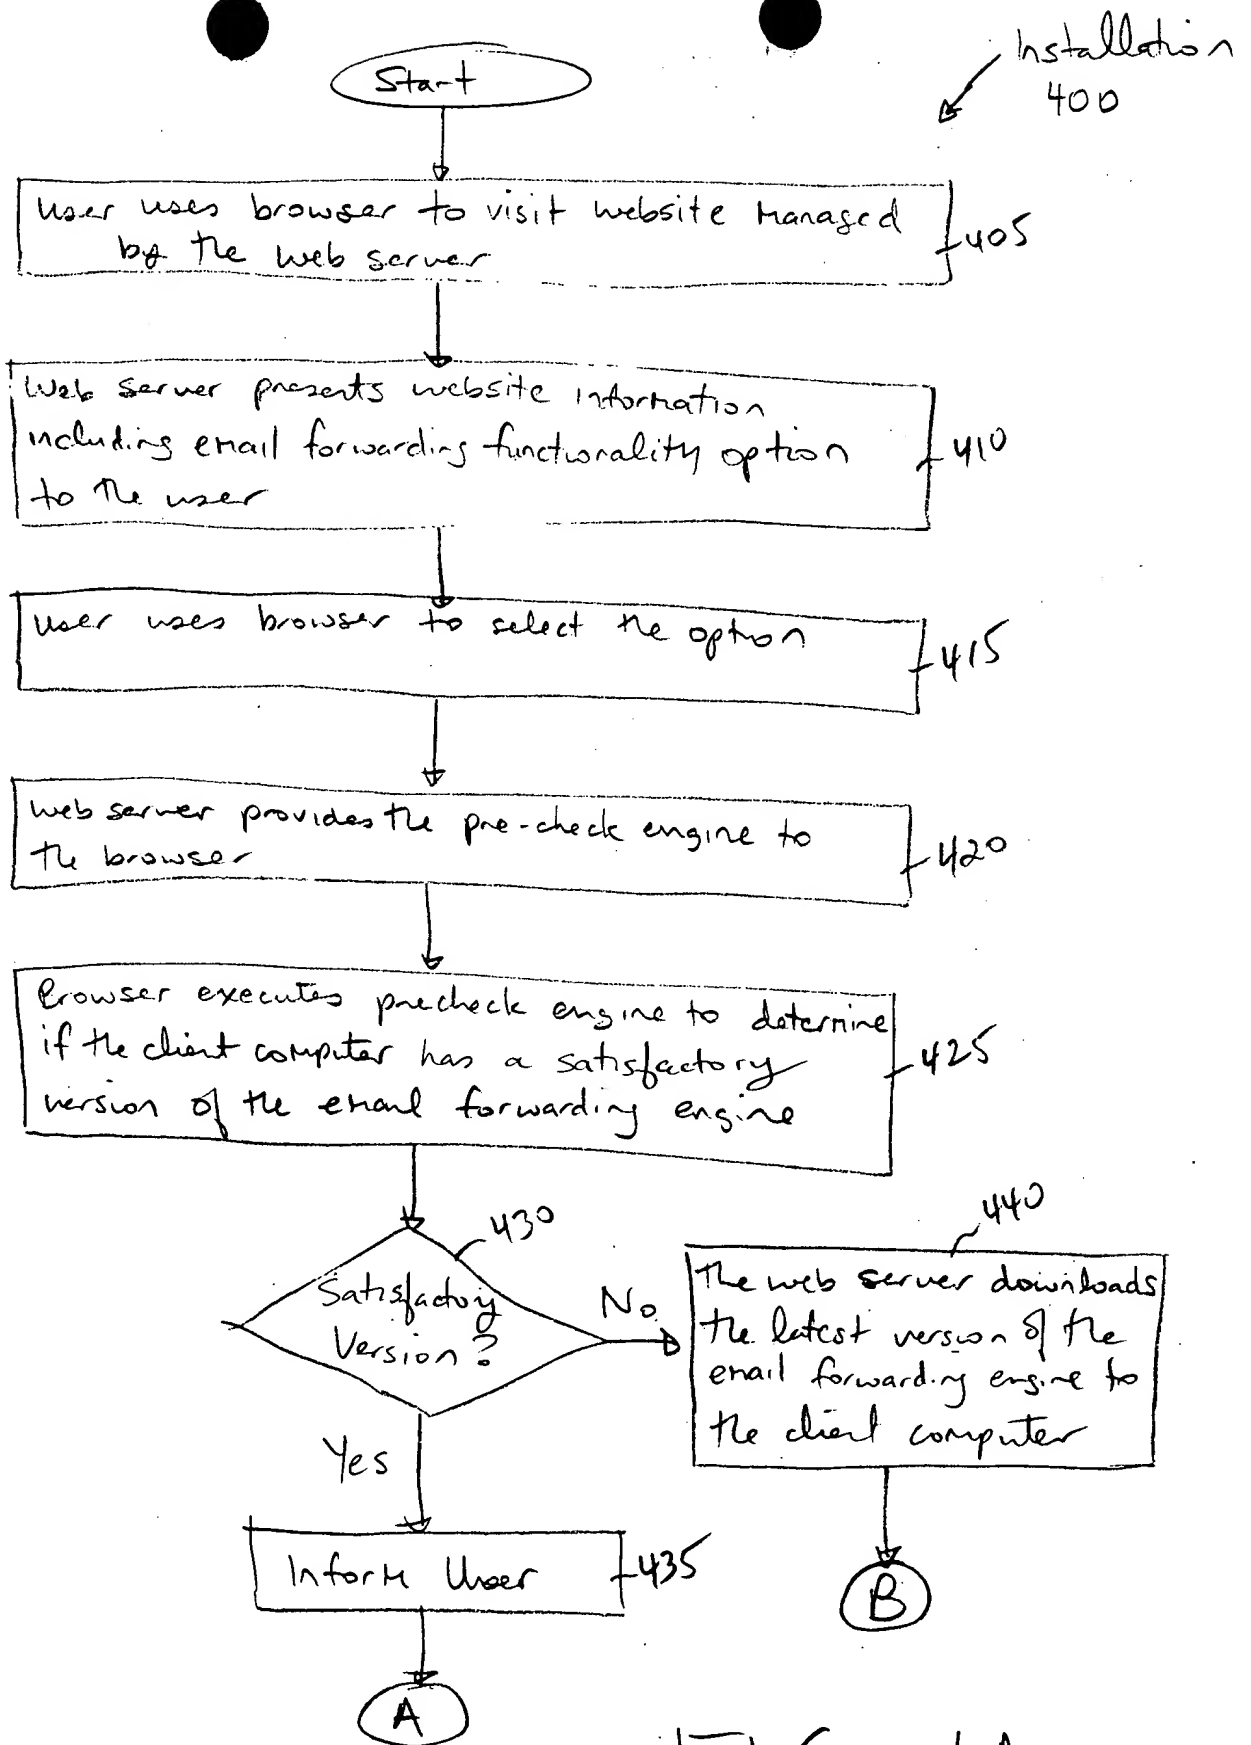 Installation
400
Start
User uses browser to visit website managed
by the web server
405
Web server presents website information
including email forwarding functionality option
to the user
410
User uses browser to select the option
415
Web server provides the pre-check engine to
the browser
420
Browser executes precheck engine to determine
if the client computer has a satisfactory
version of the email forwarding engine
425
430
Satisfactory
Version?
No
Yes
440
The web server downloads
the latest version of the
email forwarding engine to
the client computer
Inform User
435
B
A